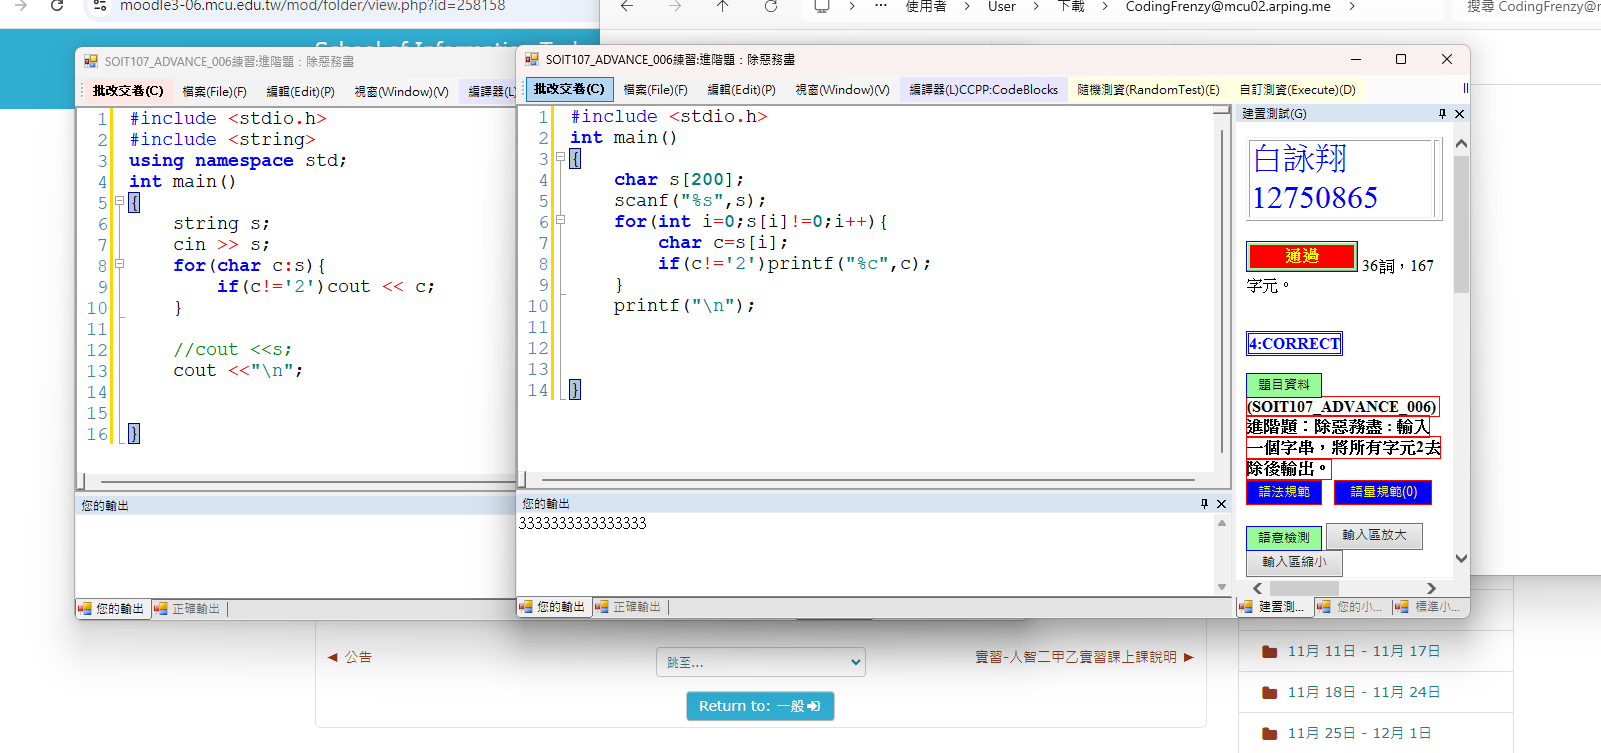 moodle3-06.mcu.edu.tw/mod/folder/view.php?id=258158
使用者
User
下載
CodingFrenzy@mcu02.arping.me
搜尋 CodingFrenzy@m
SOIT107_ADVANCE_006練習:進階題：除惡務盡
批改交卷(C) 檔案(File)(F) 編輯(Edit)(P) 視窗(Window)(V) 編譯器(L)
1 #include <stdio.h>
2 #include <string>
3 using namespace std;
4 int main()
5 {
6 string s;
7 cin >> s;
8 for(char c:s){
9 if(c!='2')cout << c;
10 }
11
12 //cout <<s;
13 cout <<"\n";
14
15
16 }
您的輸出
您的輸出 正確輸出
SOIT107_ADVANCE_006練習:進階題：除惡務盡
批改交卷(C) 檔案(File)(F) 編輯(Edit)(P) 視窗(Window)(V) 編譯器(L)CCPP:CodeBlocks 隨機測資(RandomTest)(E) 自訂測資(Execute)(D)
1 #include <stdio.h>
2 int main()
3 {
4 char s[200];
5 scanf("%s",s);
6 for(int i=0;s[i]!=0;i++){
7 char c=s[i];
8 if(c!='2')printf("%c",c);
9 }
10 printf("\n");
11
12
13
14 }
您的輸出
3333333333333333
您的輸出 正確輸出
建置測試(G)
白詠翔
12750865
通過 36詞，167
字元。
4:CORRECT
題目資料
(SOIT107_ADVANCE_006)
進階題：除惡務盡：輸入
一個字串，將所有字元2去
除後輸出。
語法規範 語量規範(0)
語意檢測 輸入區放大
輸入區縮小
建置測... 您的小... 標準小...
◄ 公告
跳至...
實習-人智二甲乙實習課上課說明 ►
Return to: 一般
11月 11日 - 11月 17日
11月 18日 - 11月 24日
11月 25日 - 12月 1日